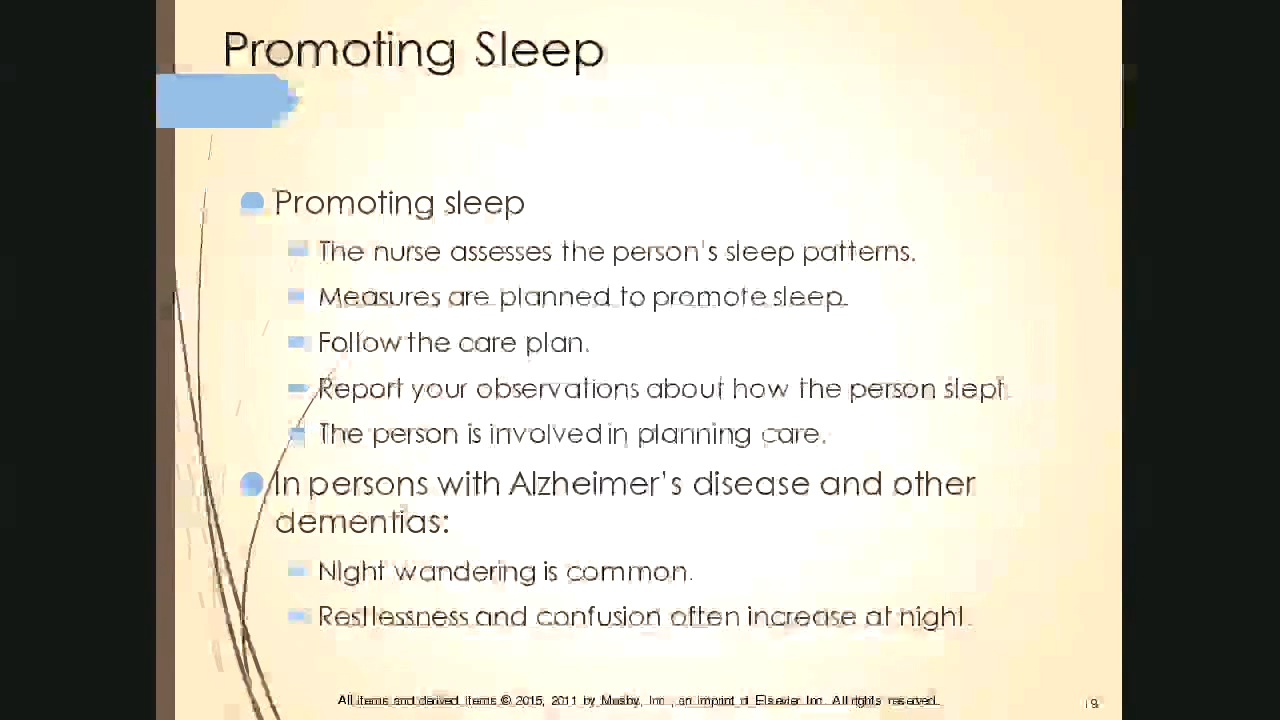 Promoting Sleep
Promoting sleep
The nurse assesses the person's sleep patterns.
Measures are planned to promote sleep.
Follow the care plan.
Report your observations about how the person slept.
The person is involved in planning care.
In persons with Alzheimer's disease and other
dementias:
Night wandering is common.
Restlessness and confusion often increase at night.
All items and derived items © 2015, 2011 by Mosby, Inc., an imprint of Elsevier Inc. All rights reserved.